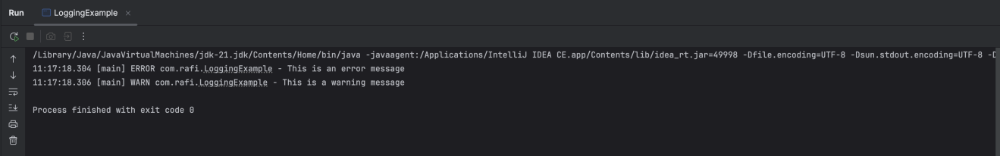 Run LoggingExample
/Library/Java/JavaVirtualMachines/jdk-21.jdk/Contents/Home/bin/java -javaagent:/Applications/IntelliJ IDEA CE.app/Contents/lib/idea_rt.jar=49998 -Dfile.encoding=UTF-8 -Dsun.stdout.encoding=UTF-8 -D
11:17:18.304 [main] ERROR com.rafi.LoggingExample - This is an error message
11:17:18.306 [main] WARN com.rafi.LoggingExample - This is a warning message
Process finished with exit code 0